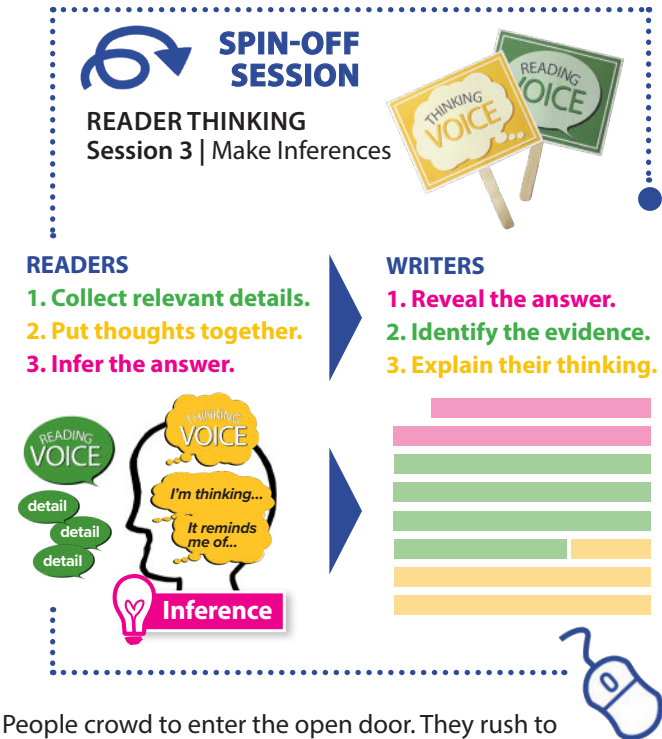 SPIN-OFF
SESSION
THINKING
VOICE
READING
VOICE
READER THINKING
Session 3 | Make Inferences
READERS
1. Collect relevant details.
2. Put thoughts together.
3. Infer the answer.
WRITERS
1. Reveal the answer.
2. Identify the evidence.
3. Explain their thinking.
READING
VOICE
detail
detail
detail
THINKING
VOICE
I'm thinking...
It reminds
me of...
Inference
People crowd to enter the open door. They rush to